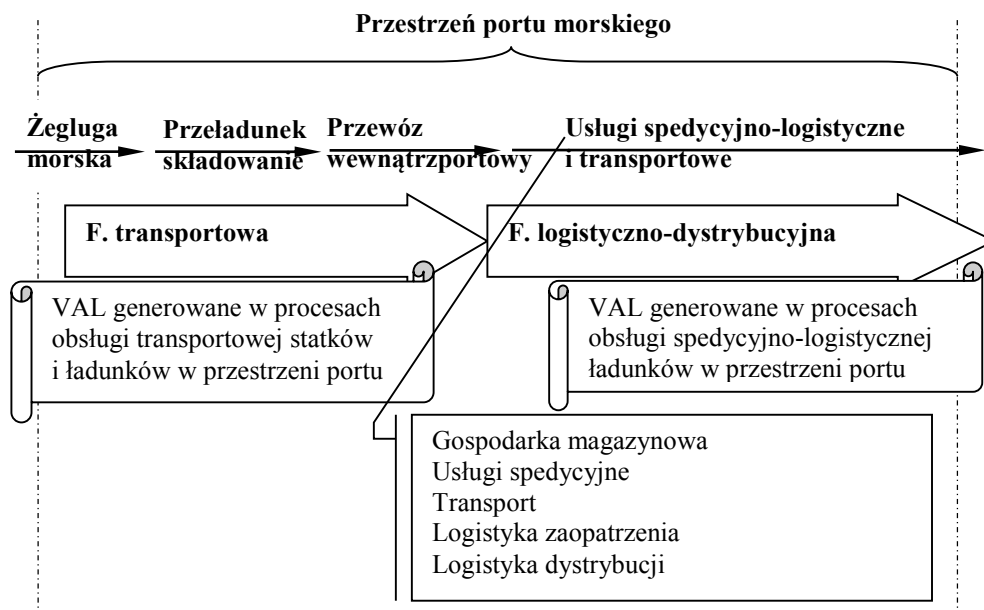 Przestrzeń portu morskiego
Żegluga
morska
Przeładunek
składowanie
Przewóz
wewnątrzportowy
Usługi spedycyjno-logistyczne
i transportowe
F. transportowa
F. logistyczno-dystrybucyjna
VAL generowane w procesach
obsługi transportowej statków
i ładunków w przestrzeni portu
VAL generowane w procesach
obsługi spedycyjno-logistycznej
ładunków w przestrzeni portu
Gospodarka magazynowa
Usługi spedycyjne
Transport
Logistyka zaopatrzenia
Logistyka dystrybucji